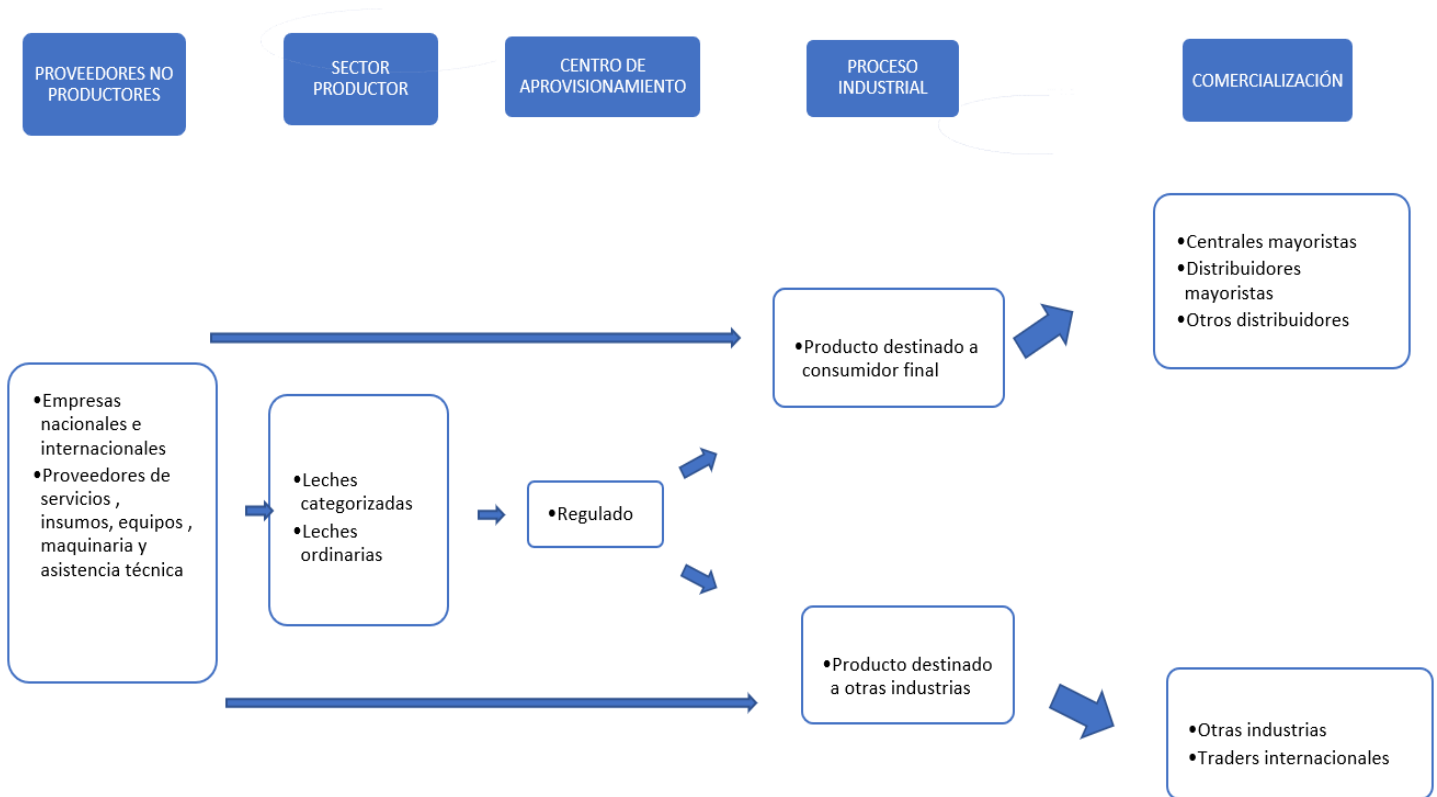 PROVEEDORES NO
PRODUCTORES
SECTOR
PRODUCTOR
CENTRO DE
APROVISIONAMIENTO
PROCESO
INDUSTRIAL
COMERCIALIZACIÓN
•Empresas
nacionales e
internacionales
•Proveedores de
servicios ,
insumos, equipos ,
maquinaria y
asistencia técnica
•Leches
categorizadas
•Leches
ordinarias
•Regulado
•Producto destinado a
consumidor final
•Producto destinado
a otras industrias
•Centrales mayoristas
•Distribuidores
mayoristas
•Otros distribuidores
•Otras industrias
•Traders internacionales